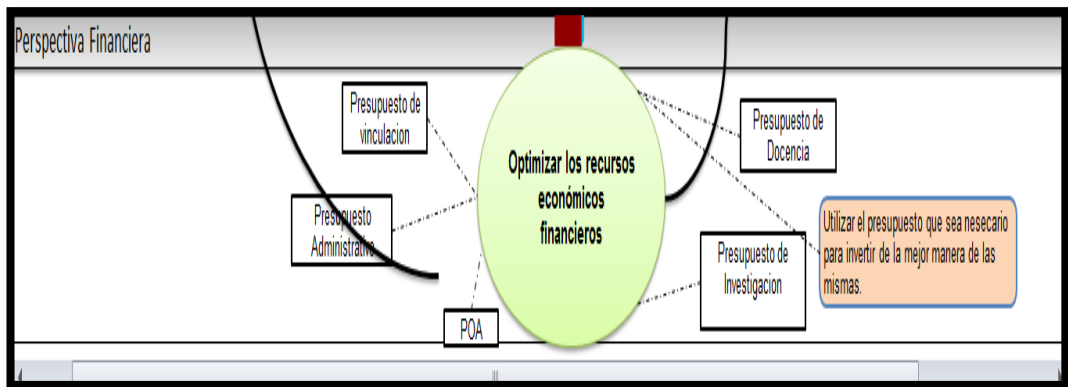 Perspectiva Financiera
Presupuesto de
vinculacion
Presupuesto
Administrativo
POA
Optimizar los recursos
económicos
financieros
Presupuesto de
Docencia
Utilizar el presupuesto que sea nesecario
para invertir de la mejor manera de las
mismas.
Presupuesto de
Investigacion